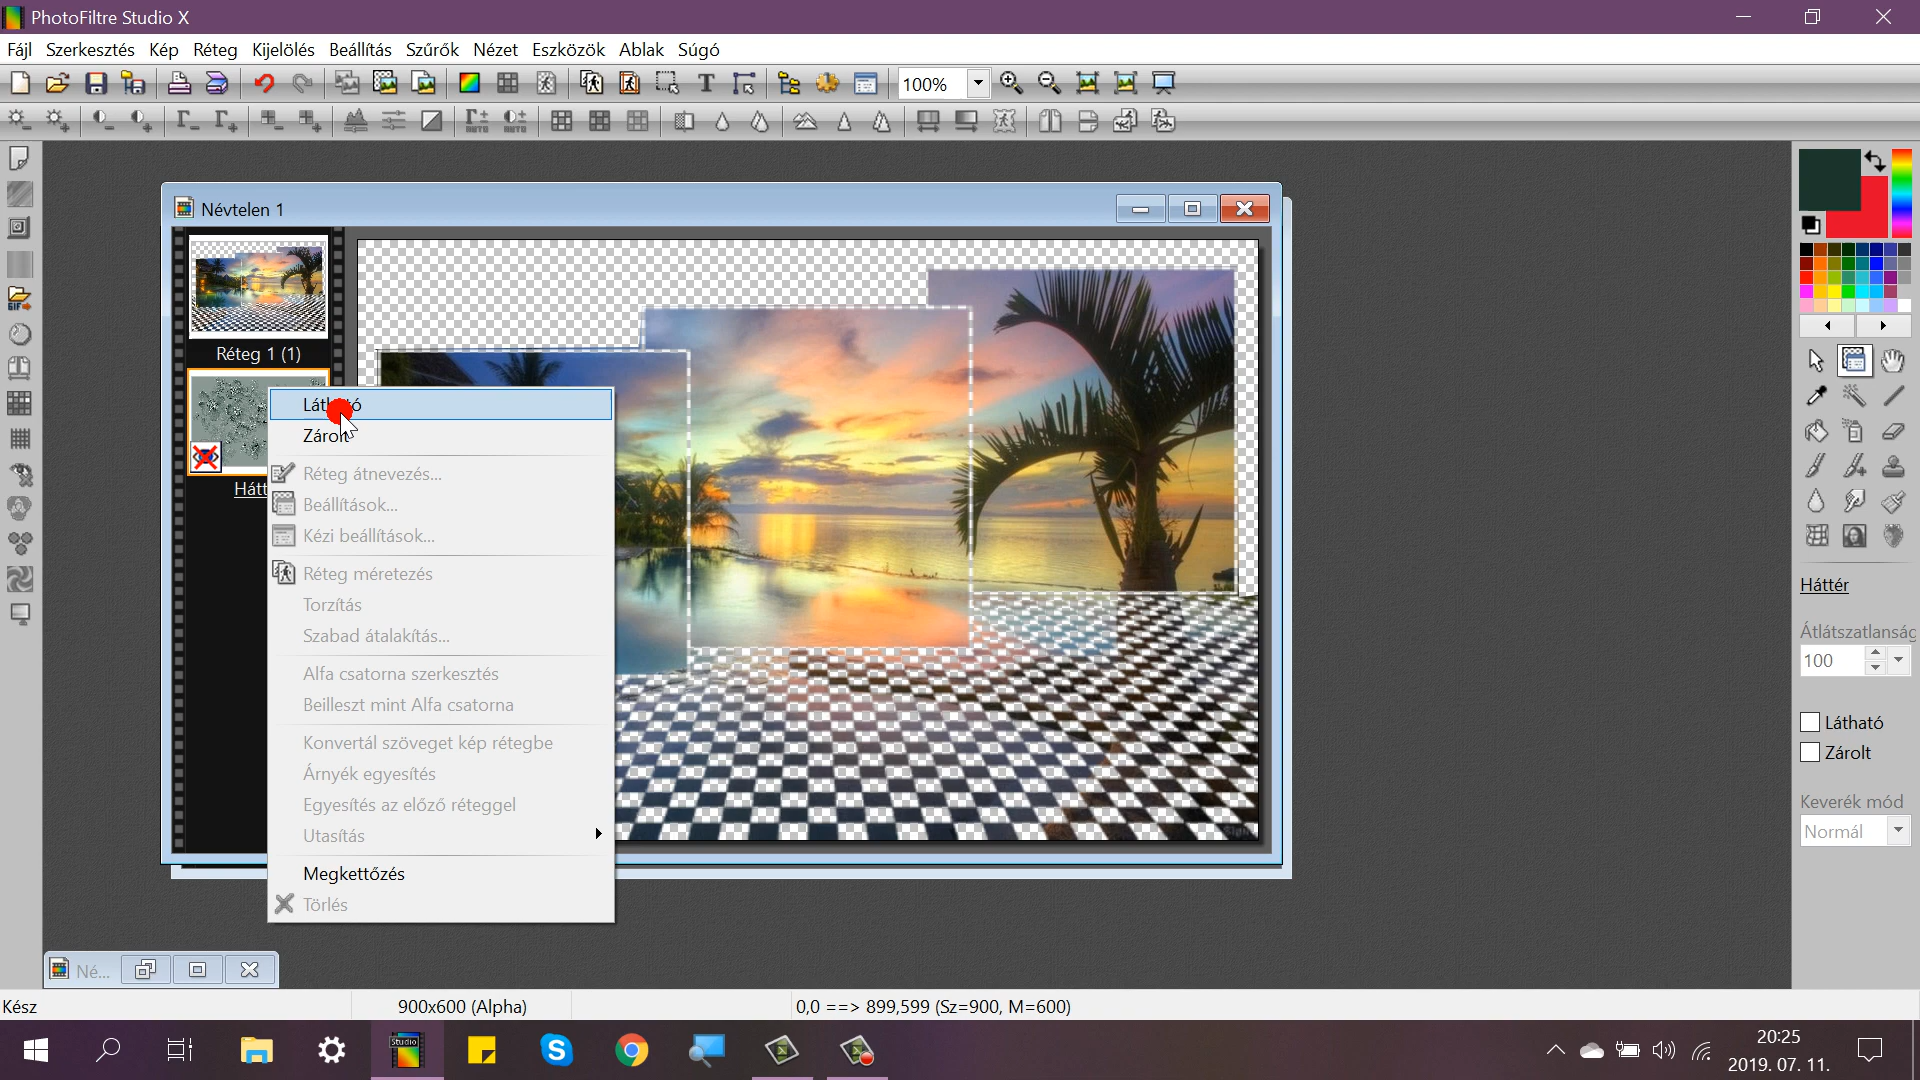 PhotoFiltre Studio X
Fájl Szerkesztés Kép Réteg Kijelölés Beállítás Szűrők Nézet Eszközök Ablak Súgó
100%
Névtelen 1
Réteg 1 (1)
Zárolt
Réteg átnevezés...
Beállítások...
Kézi beállítások...
Réteg méretezés
Torzítás
Szabad átalakítás...
Alfa csatorna szerkesztés
Beilleszt mint Alfa csatorna
Konvertál szöveget kép rétegbe
Árnyék egyesítés
Egyesítés az előző réteggel
Utasítás
Megkettőzés
Törlés
Háttér
Átlátszatlanság
100
Látható
Zárolt
Keverék mód
Normál
Né...
Kész
900x600 (Alpha)
0,0 ==> 899,599 (Sz=900, M=600)
Studio
20:25
2019. 07. 11.